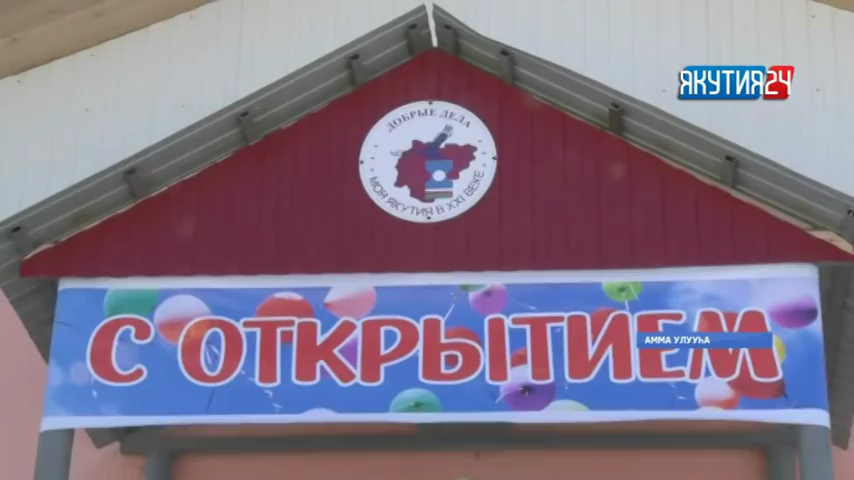 ЯКУТИЯ24
ДОБРЫЕ ДЕЛА
МОЯ ЯКУТИЯ В XXI ВЕКЕ
С ОТКРЫТИЕМ
АММА УЛУУҺА